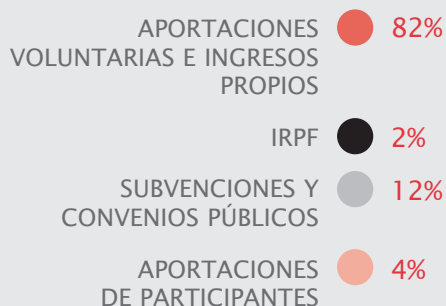 APORTACIONES
VOLUNTARIAS E INGRESOS
PROPIOS
82%
IRPF
2%
SUBVENCIONES Y
CONVENIOS PÚBLICOS
12%
APORTACIONES
DE PARTICIPANTES
4%